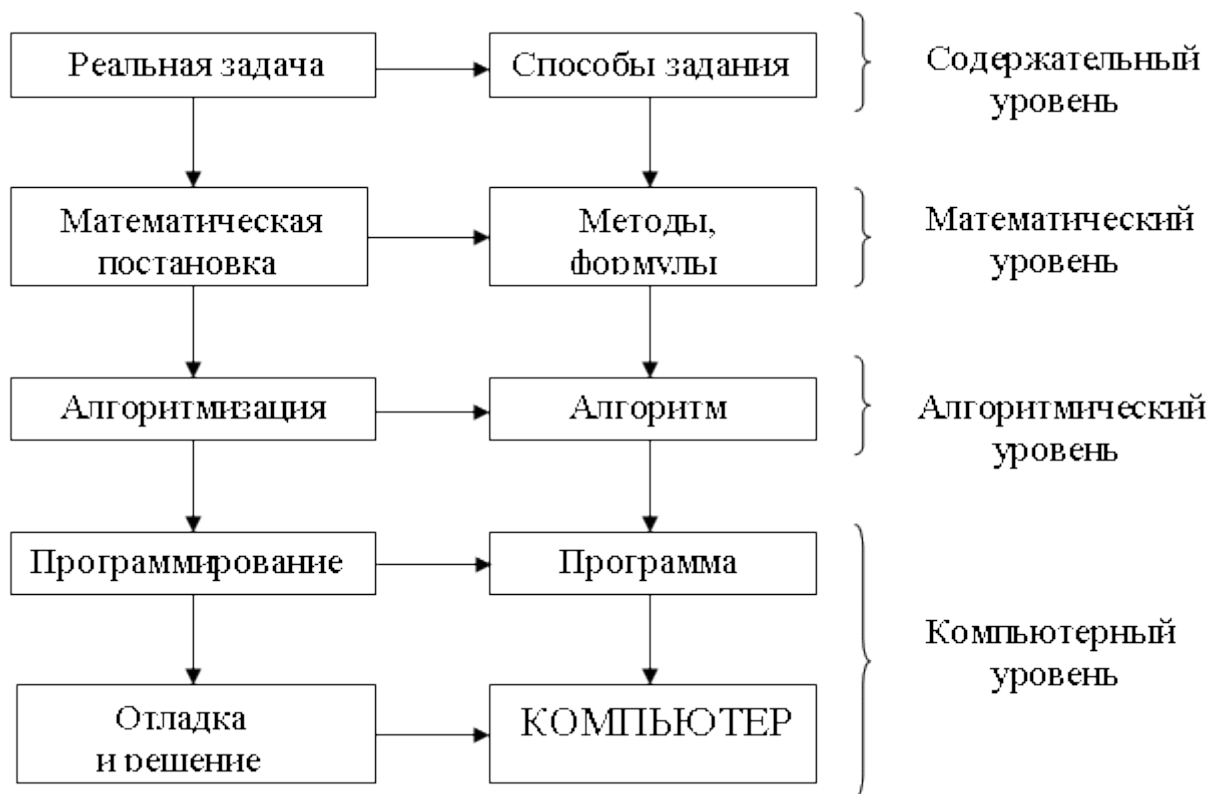 Реальная задача
Способы задания
Содержательный
уровень
Математическая
постановка
Методы,
формулы
Математический
уровень
Алгоритмизация
Алгоритм
Алгоритмический
уровень
Программирование
Программа
Компьютерный
уровень
Отладка
и решение
КОМПЬЮТЕР